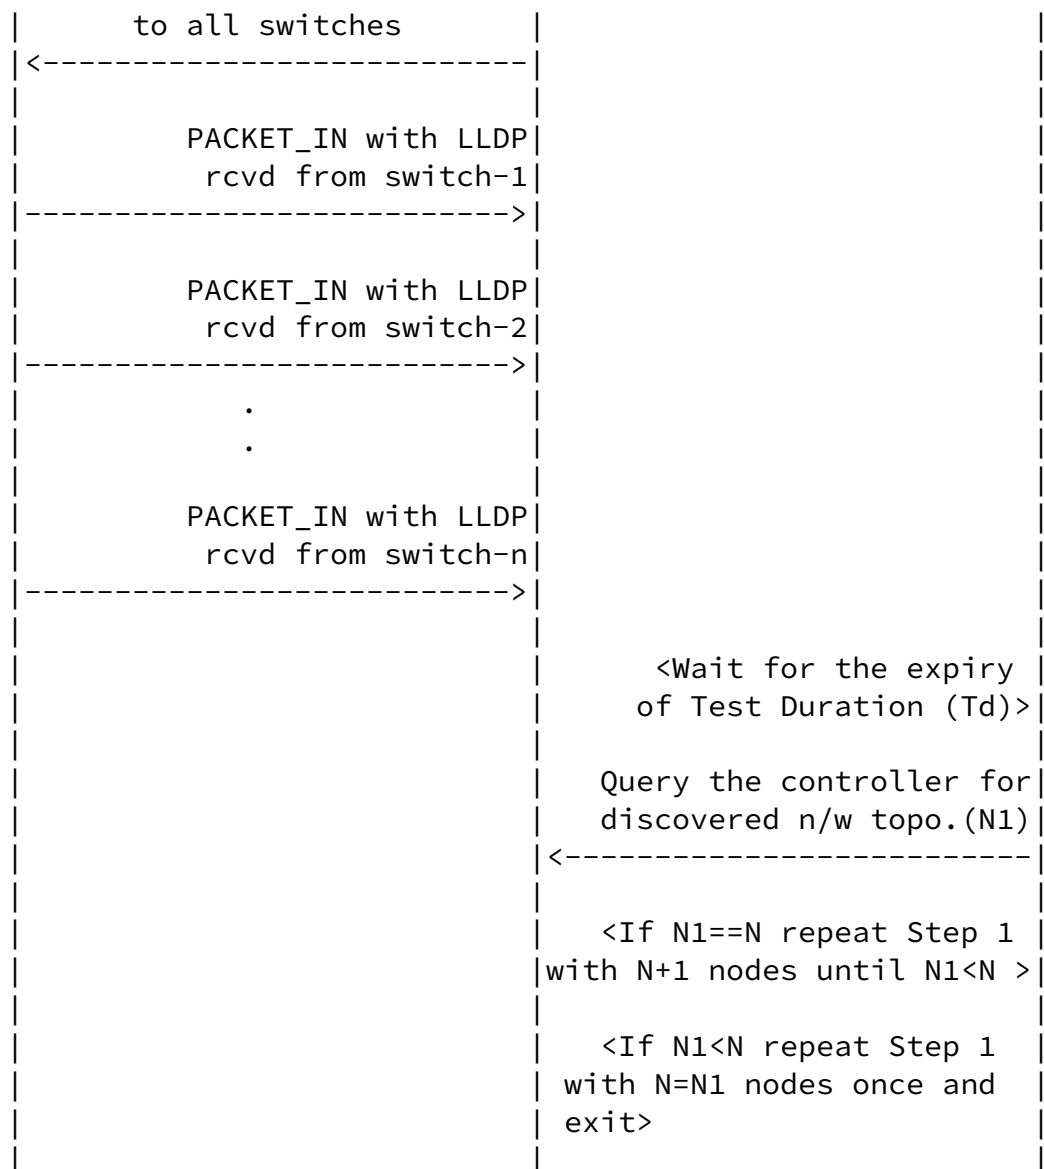 |      to all switches       |                           |
|<---------------------------|                           |
|                            |                           |
|         PACKET_IN with LLDP|                           |
|          rcvd from switch-1|                           |
|--------------------------->|                           |
|                            |                           |
|         PACKET_IN with LLDP|                           |
|          rcvd from switch-2|                           |
|--------------------------->|                           |
|            .               |                           |
|            .               |                           |
|                            |                           |
|         PACKET_IN with LLDP|                           |
|          rcvd from switch-n|                           |
|--------------------------->|                           |
|                            |                           |
|                            |      <Wait for the expiry |
|                            |     of Test Duration (Td)>|
|                            |                           |
|                            |   Query the controller for|
|                            |   discovered n/w topo.(N1)|
|                            |<--------------------------|
|                            |                           |
|                            |   <If N1==N repeat Step 1 |
|                            |with N+1 nodes until N1<N >|
|                            |                           |
|                            |   <If N1<N repeat Step 1  |
|                            | with N=N1 nodes once and  |
|                            | exit>                     |
|                            |                           |